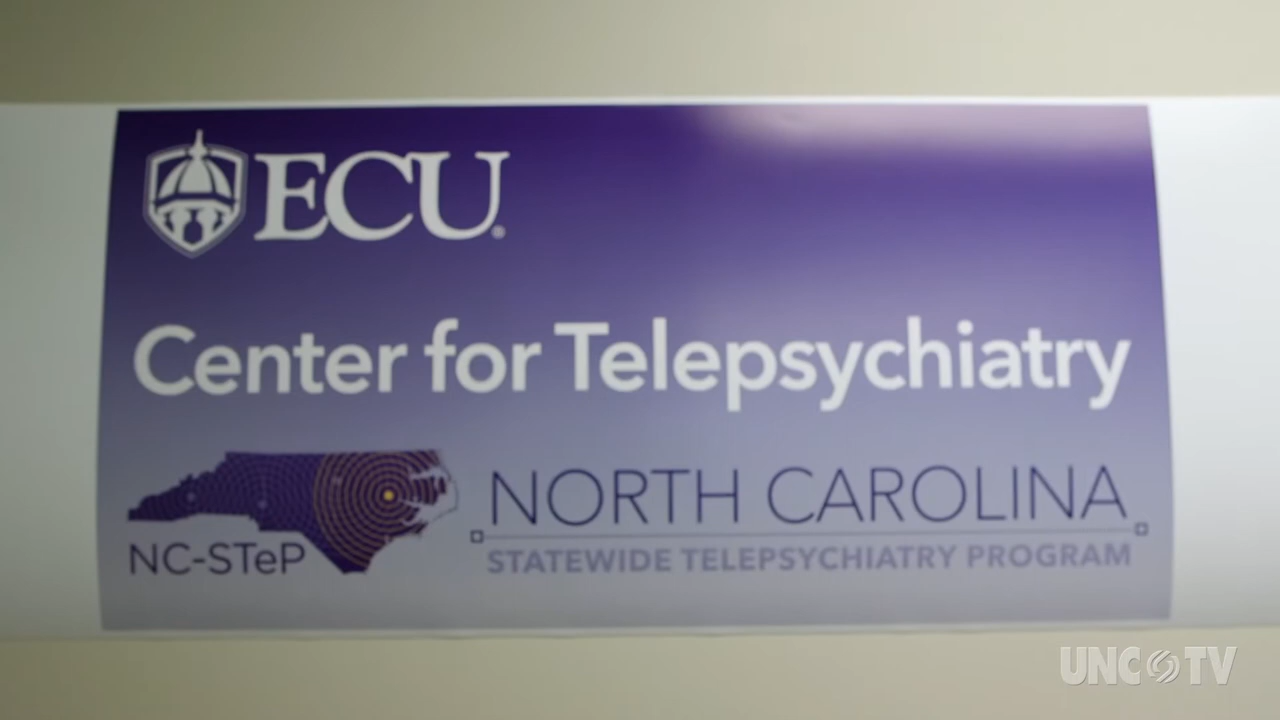 ECU®
Center for Telepsychiatry
NC-STeP
NORTH CAROLINA
STATEWIDE TELEPSYCHIATRY PROGRAM
UNC TV